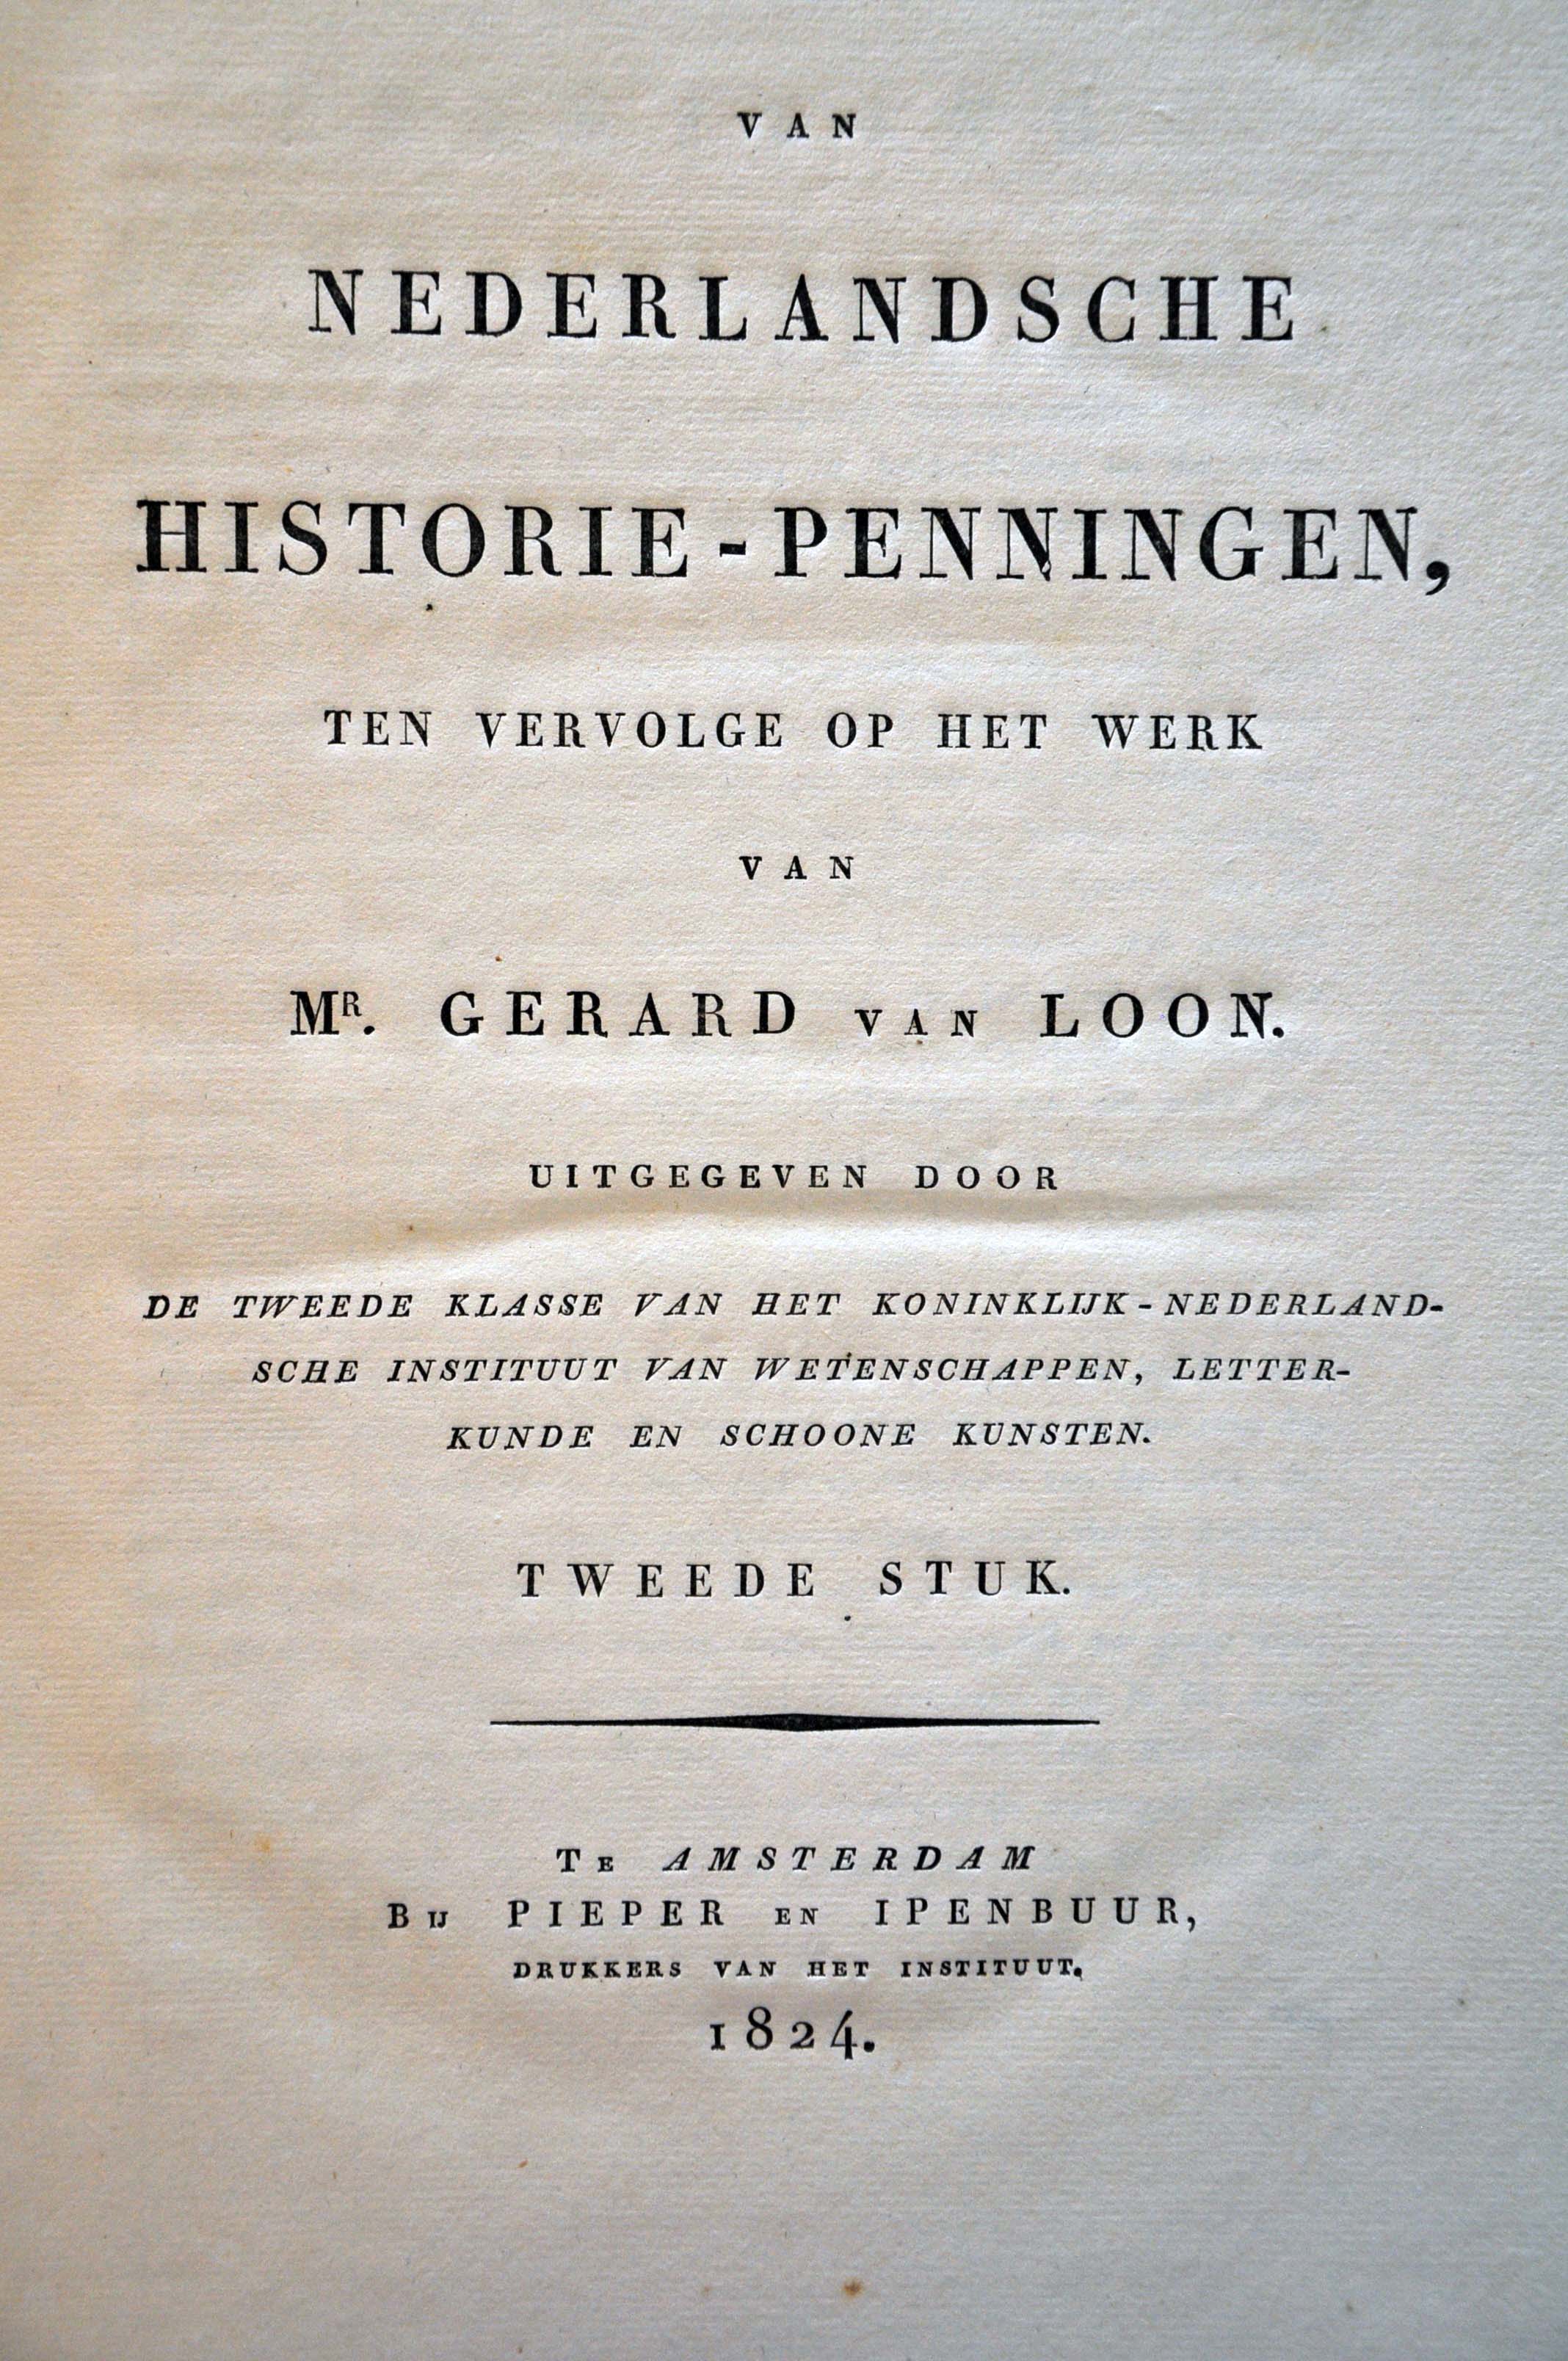 VAN
NEDERLANDSCHE
HISTORIE-PENNINGEN,
TEN VERVOLGE OP HET WERK
VAN
MR. GERARD VAN LOON.
UITGEGEVEN DOOR
DE TWEEDE KLASSE VAN HET KONINKLIJK-NEDERLAND-
SCHE INSTITUUT VAN WETENSCHAPPEN, LETTER-
KUNDE EN SCHOONE KUNSTEN.
TWEEDE STUK.
TE AMSTERDAM
BIJ PIEPER EN IPENBUUR,
DRUKKERS VAN HET INSTITUUT.
1824.